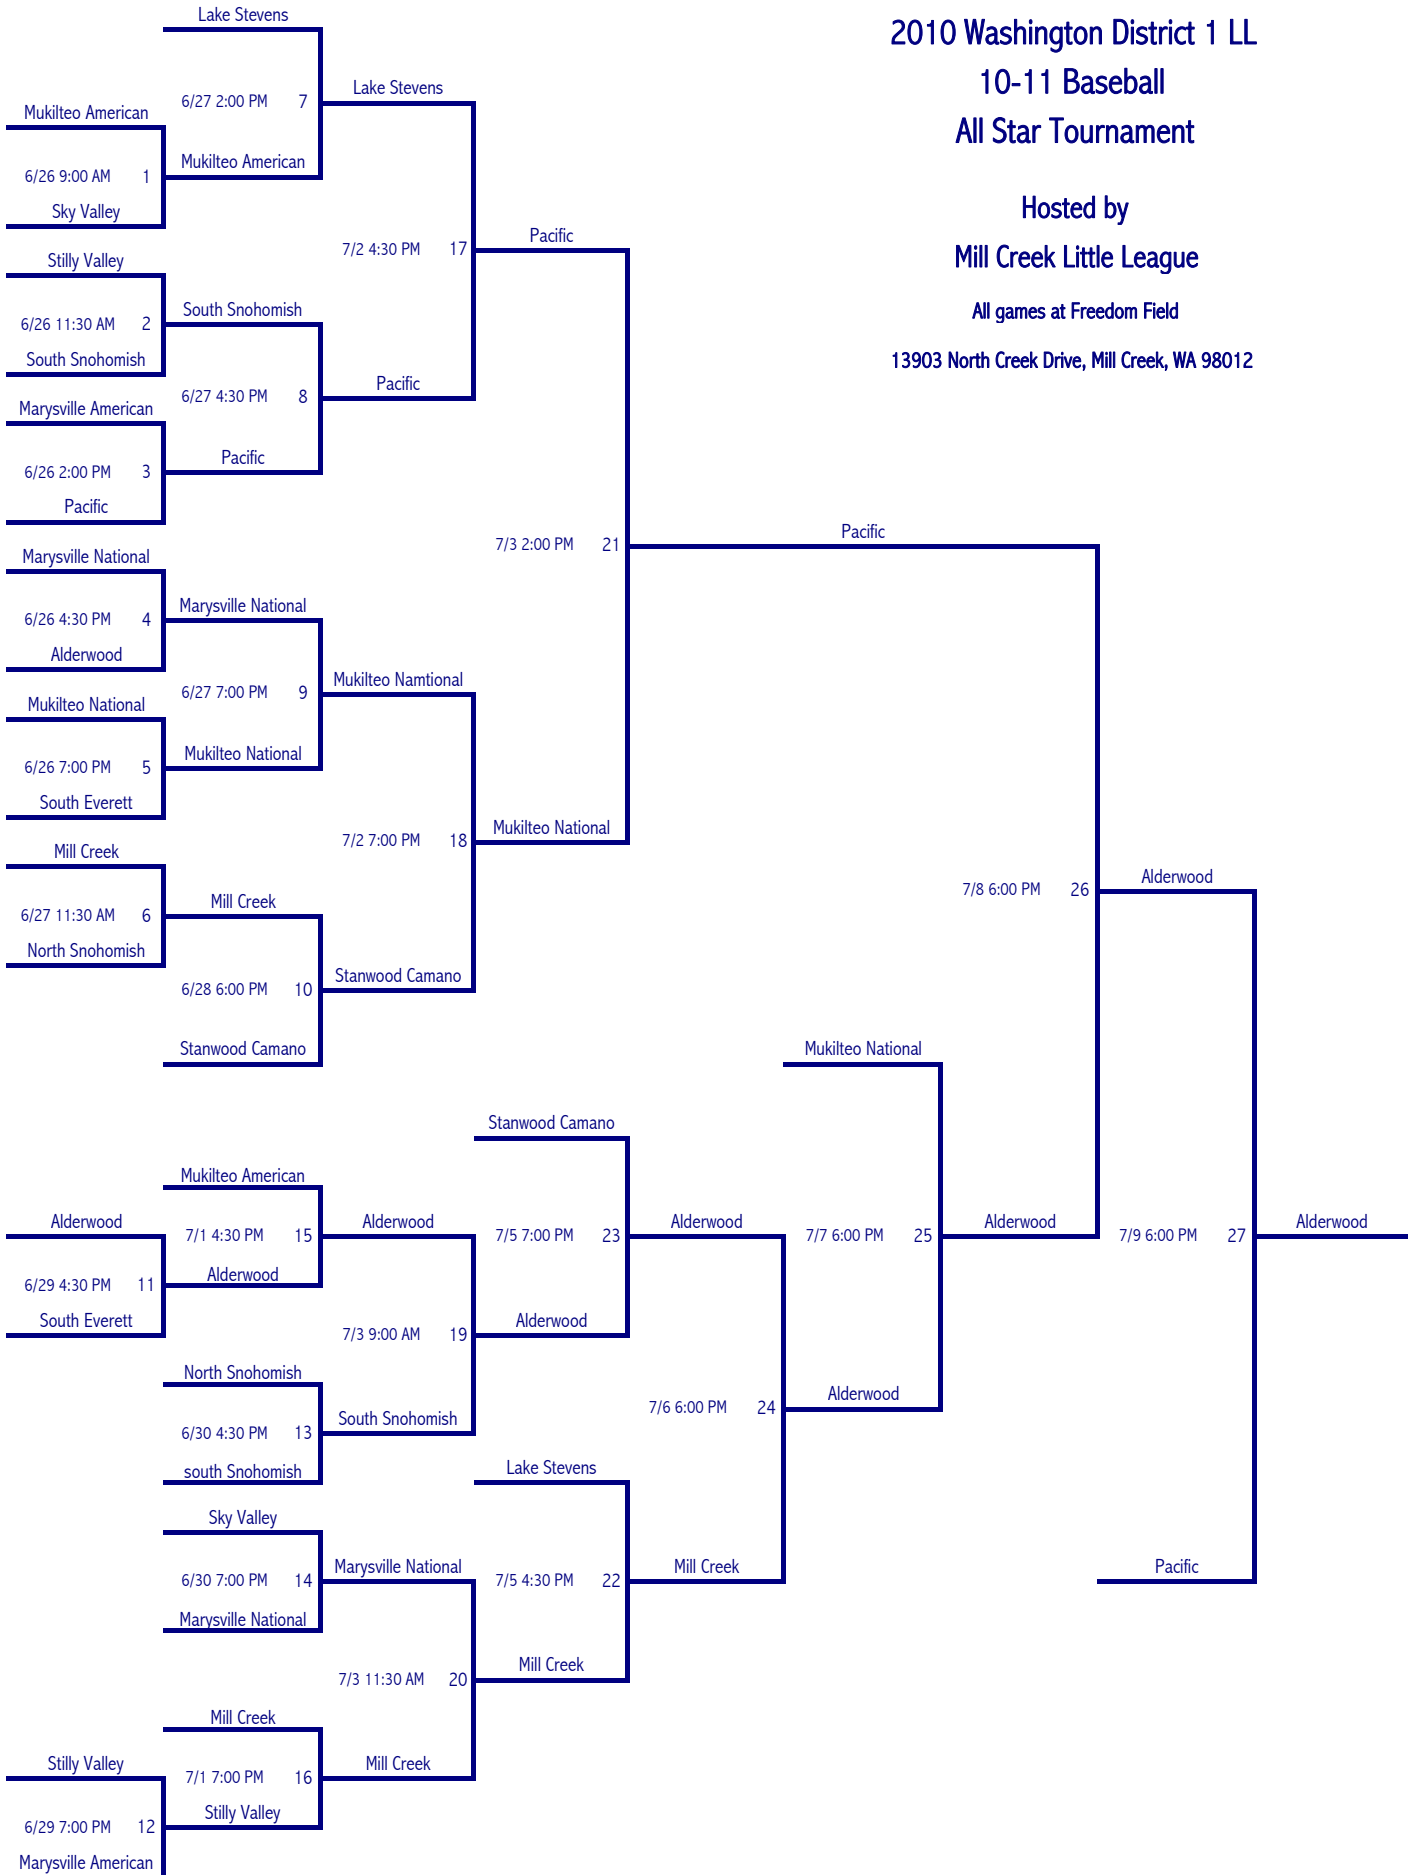 Lake Stevens
2010 Washington District 1 LL
10-11 Baseball
All Star Tournament
Hosted by
Mill Creek Little League
All games at Freedom Field
13903 North Creek Drive, Mill Creek, WA 98012
6/27 2:00 PM 7
Lake Stevens
Mukilteo American
Mukilteo American
6/26 9:00 AM 1
Sky Valley
7/2 4:30 PM 17
Pacific
Stilly Valley
South Snohomish
6/26 11:30 AM 2
South Snohomish
6/27 4:30 PM 8
Pacific
Marysville American
Pacific
6/26 2:00 PM 3
Pacific
7/3 2:00 PM 21
Pacific
Marysville National
Marysville National
6/26 4:30 PM 4
Alderwood
6/27 7:00 PM 9
Mukilteo Namtional
Mukilteo National
Mukilteo National
6/26 7:00 PM 5
South Everett
7/2 7:00 PM 18
Mukilteo National
Mill Creek
7/8 6:00 PM 26
Alderwood
Mill Creek
6/27 11:30 AM 6
North Snohomish
6/28 6:00 PM 10
Stanwood Camano
Stanwood Camano
Mukilteo National
Stanwood Camano
Mukilteo American
Alderwood
7/1 4:30 PM 15
Alderwood
7/5 7:00 PM 23
Alderwood
7/7 6:00 PM 25
Alderwood
7/9 6:00 PM 27
Alderwood
Alderwood
6/29 4:30 PM 11
South Everett
7/3 9:00 AM 19
Alderwood
North Snohomish
7/6 6:00 PM 24
Alderwood
6/30 4:30 PM 13
South Snohomish
south Snohomish
Lake Stevens
Sky Valley
6/30 7:00 PM 14
Marysville National
7/5 4:30 PM 22
Mill Creek
Pacific
Marysville National
7/3 11:30 AM 20
Mill Creek
Mill Creek
Stilly Valley
7/1 7:00 PM 16
Mill Creek
Stilly Valley
6/29 7:00 PM 12
Marysville American